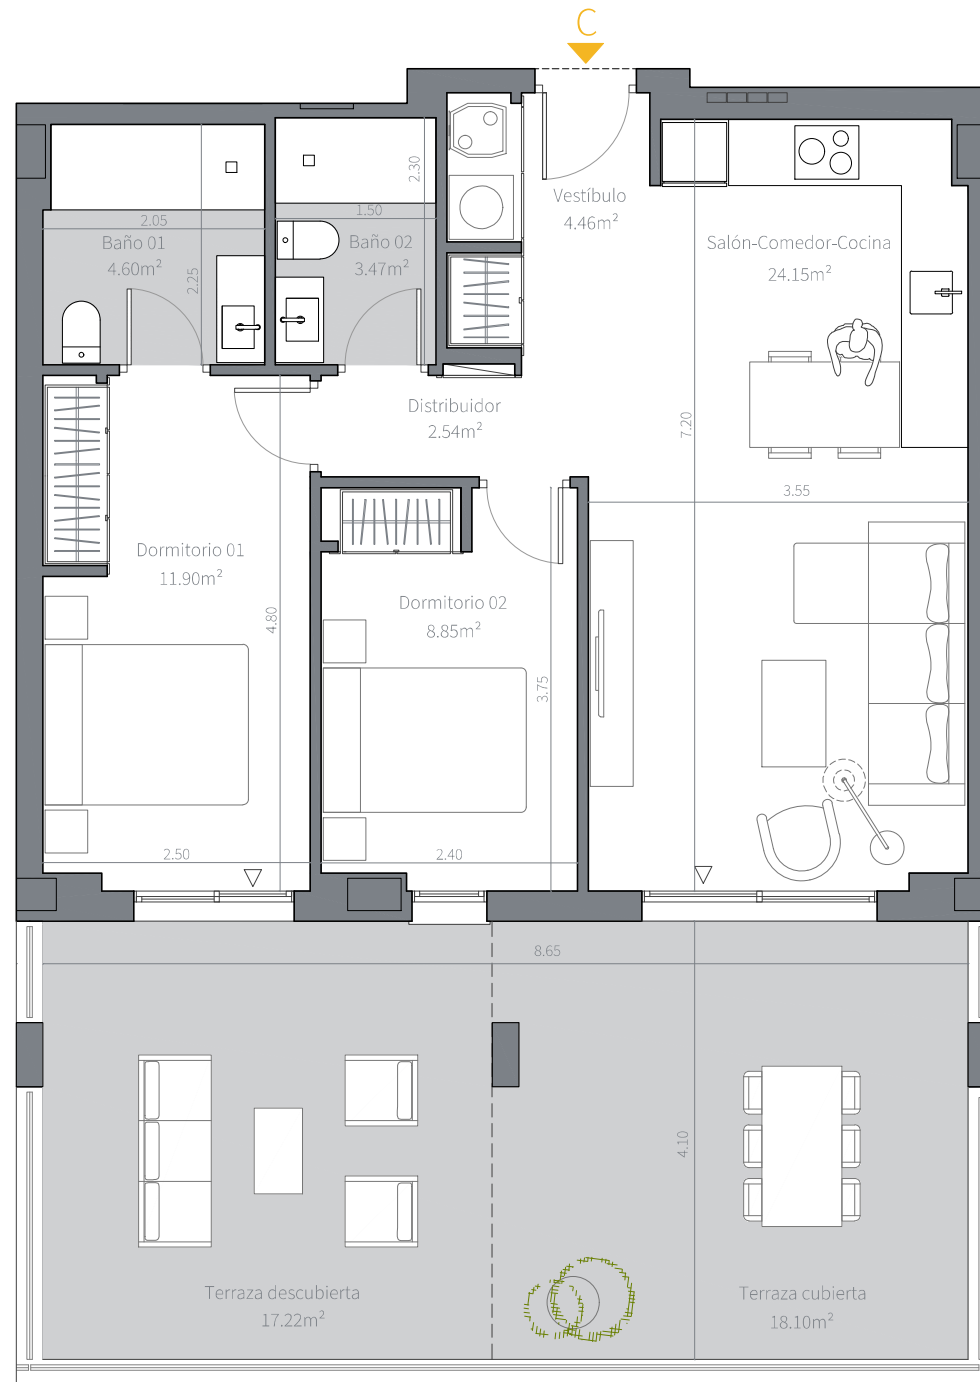 C
2.30
Vestíbulo
4.46m²
2.05
1.50
Baño 01
4.60m²
2.25
Baño 02
3.47m²
Salón-Comedor-Cocina
24.15m²
Distribuidor
2.54m²
7.20
3.55
Dormitorio 01
11.90m²
4.80
Dormitorio 02
8.85m²
3.75
2.50
2.40
8.65
4.10
Terraza descubierta
17.22m²
Terraza cubierta
18.10m²